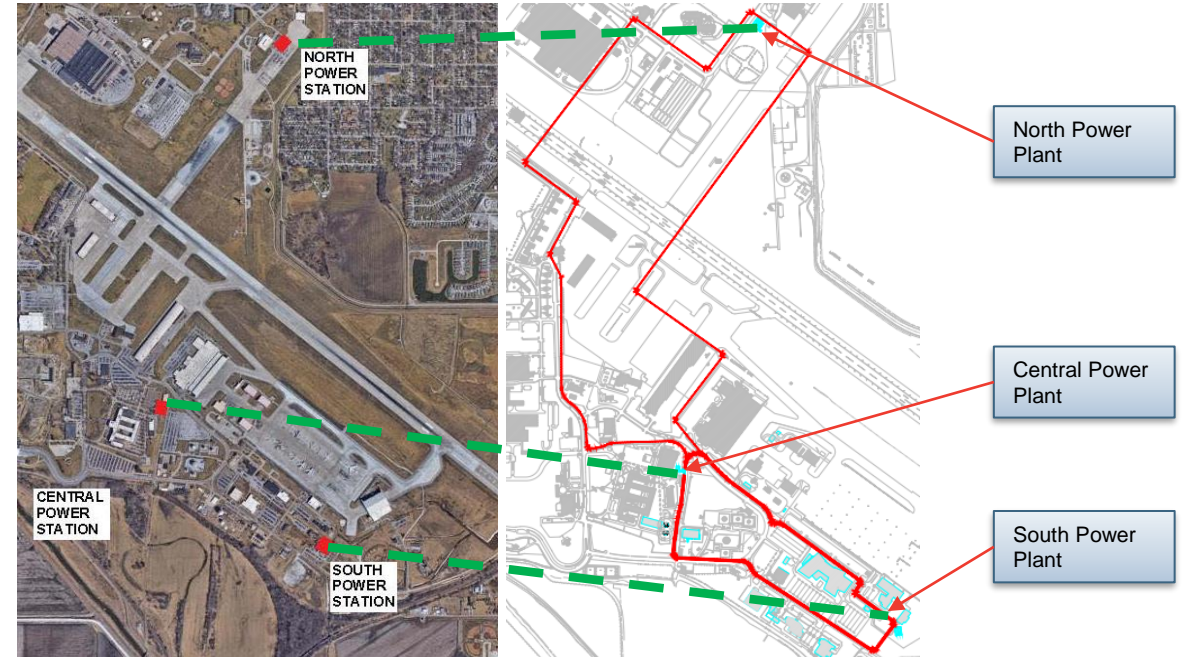 NORTH
POWER
STATION
CENTRAL
POWER
STATION
SOUTH
POWER
STATION
North Power
Plant
Central Power
Plant
South Power
Plant